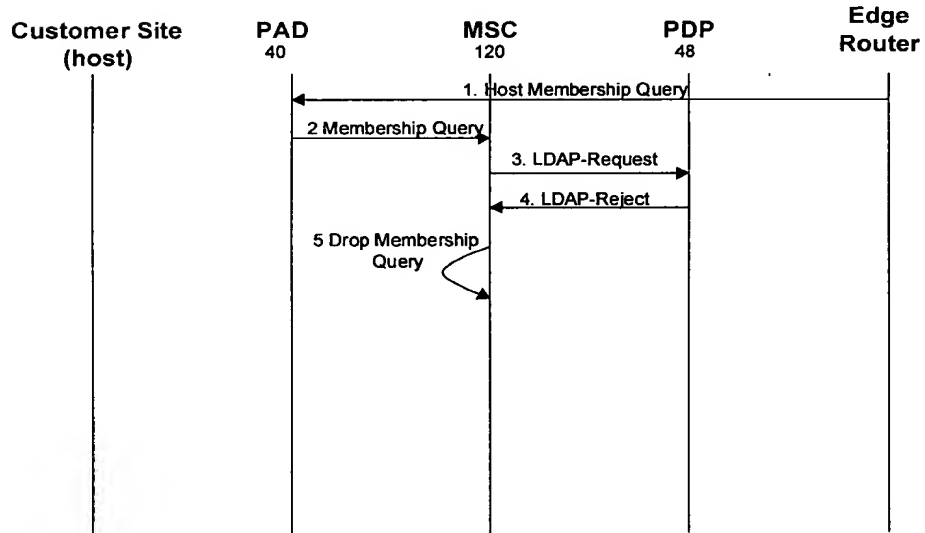 Customer Site
(host)
PAD
40
MSC
120
PDP
48
Edge
Router
1. Host Membership Query
2 Membership Query
3. LDAP-Request
4. LDAP-Reject
5 Drop Membership
Query